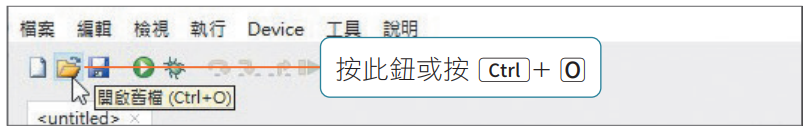 檔案 編輯 檢視 執行 Device 工具 說明
按此鈕或按 Ctrl + O
開啟舊檔 (Ctrl+O)
<untitled> ×